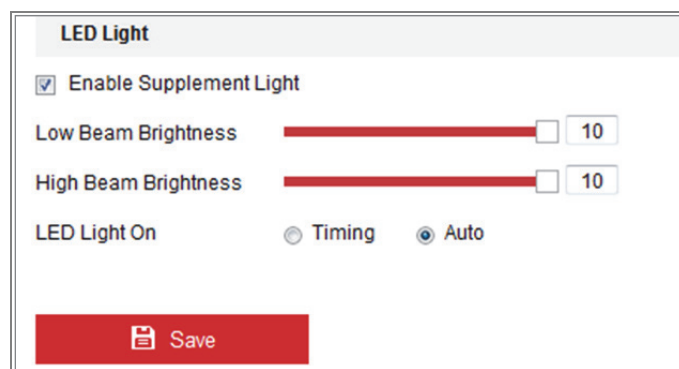 LED Light
Enable Supplement Light
Low Beam Brightness 10
High Beam Brightness 10
LED Light On Timing Auto
Save